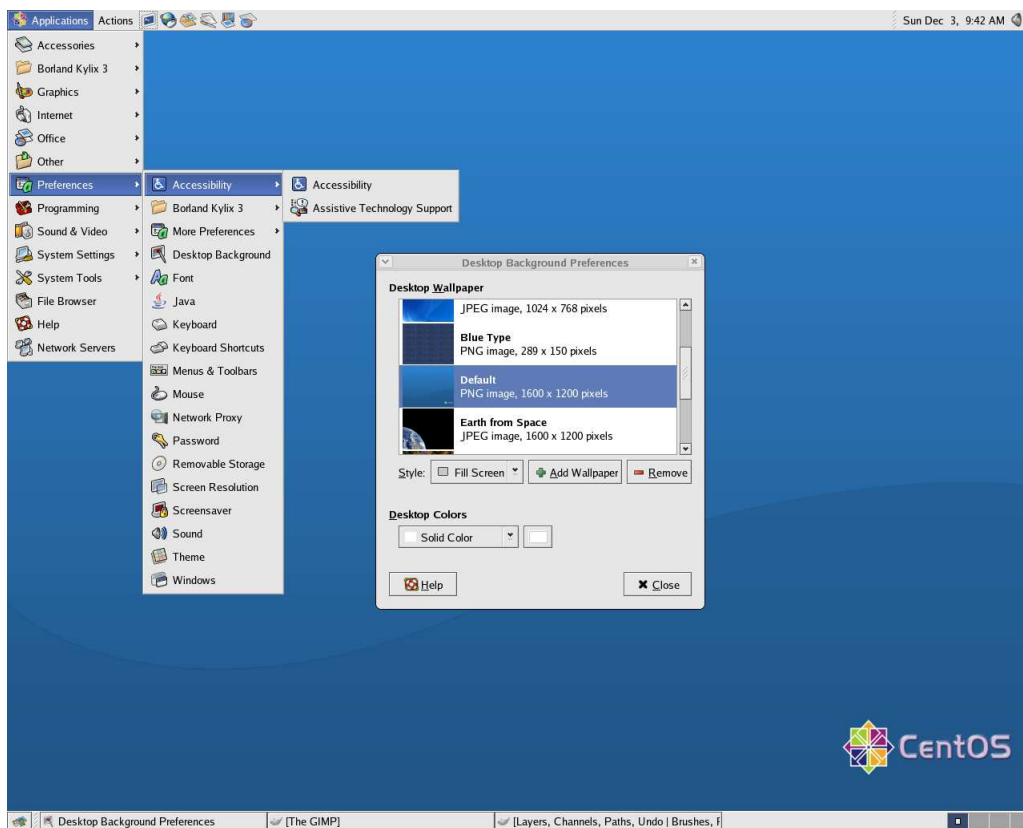 Applications Actions Sun Dec 3, 9:42 AM
Accessories
Borland Kylix 3
Graphics
Internet
Office
Other
Preferences
Programming
Sound & Video
System Settings
System Tools
File Browser
Help
Network Servers
Accessibility
Borland Kylix 3
More Preferences
Desktop Background
Font
Java
Keyboard
Keyboard Shortcuts
Menus & Toolbars
Mouse
Network Proxy
Password
Removable Storage
Screen Resolution
Screensaver
Sound
Theme
Windows
Accessibility
Assistive Technology Support
Desktop Background Preferences
Desktop Wallpaper
JPEG image, 1024 x 768 pixels
Blue Type
PNG image, 289 x 150 pixels
Default
PNG image, 1600 x 1200 pixels
Earth from Space
JPEG image, 1600 x 1200 pixels
Style: Fill Screen Add Wallpaper Remove
Desktop Colors
Solid Color
Help Close
CentOS
Desktop Background Preferences [The GIMP] [Layers, Channels, Paths, Undo | Brushes, F